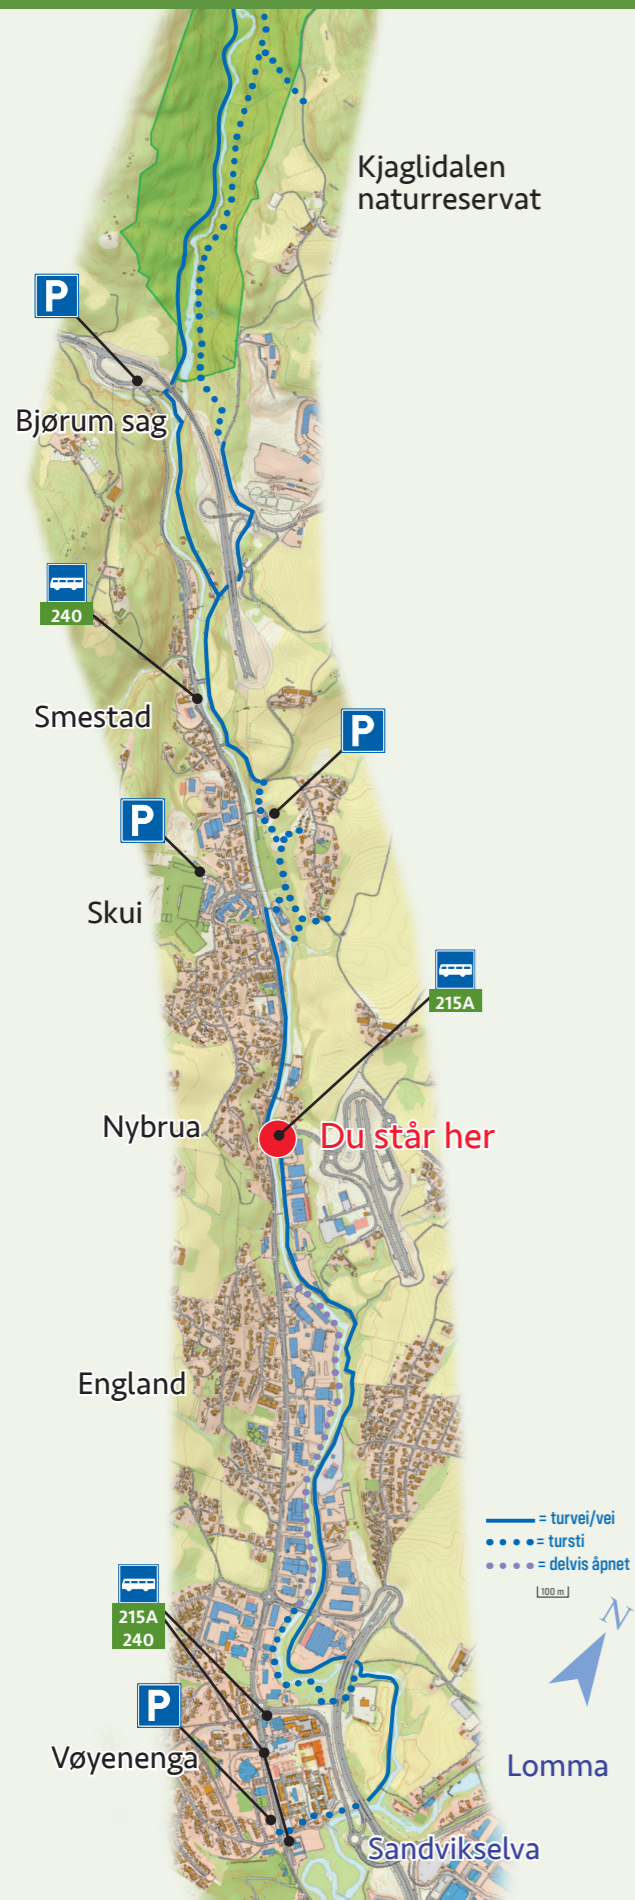 Kjaglidalen
naturreservat
P
Bjørum sag
240
Smestad
P
P
Skui
215A
Nybrua
Du står her
England
= turvei/vei
= tursti
= delvis åpnet
100 m
N
215A
240
P
Vøyenenga
Lomma
Sandvikselva